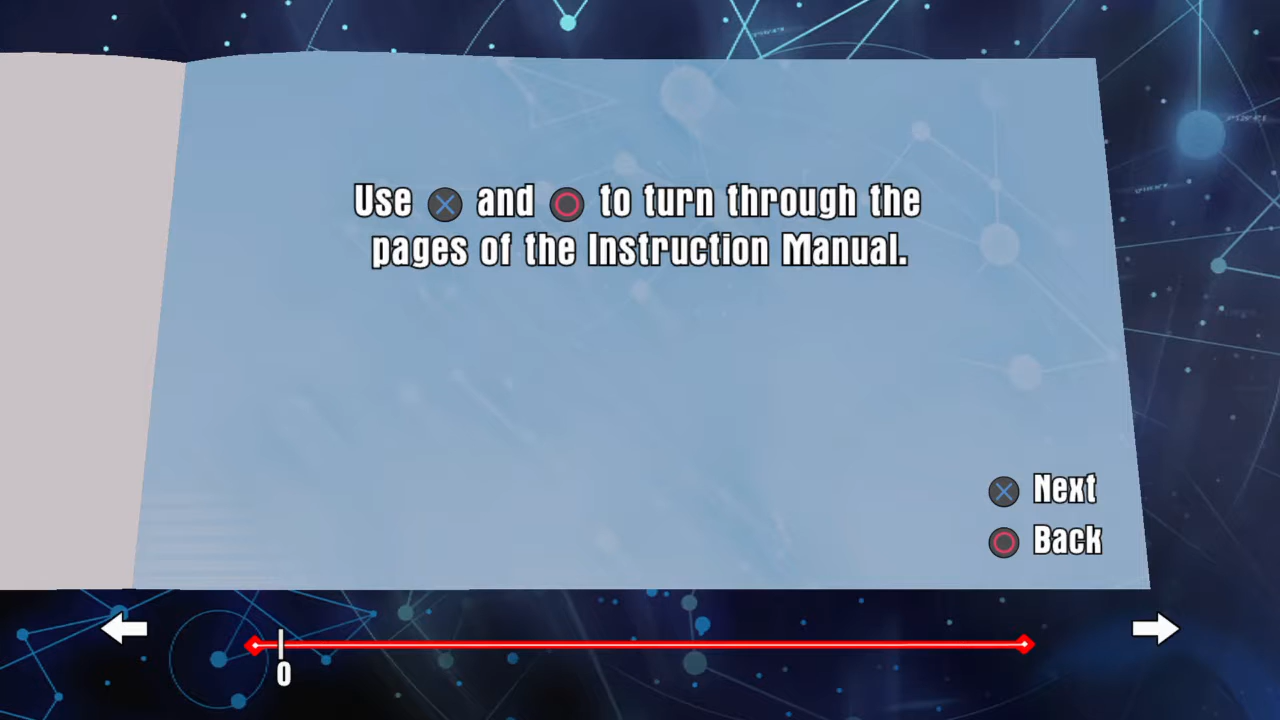 Use and to turn through the
pages of the Instruction Manual.
Next
Back
0